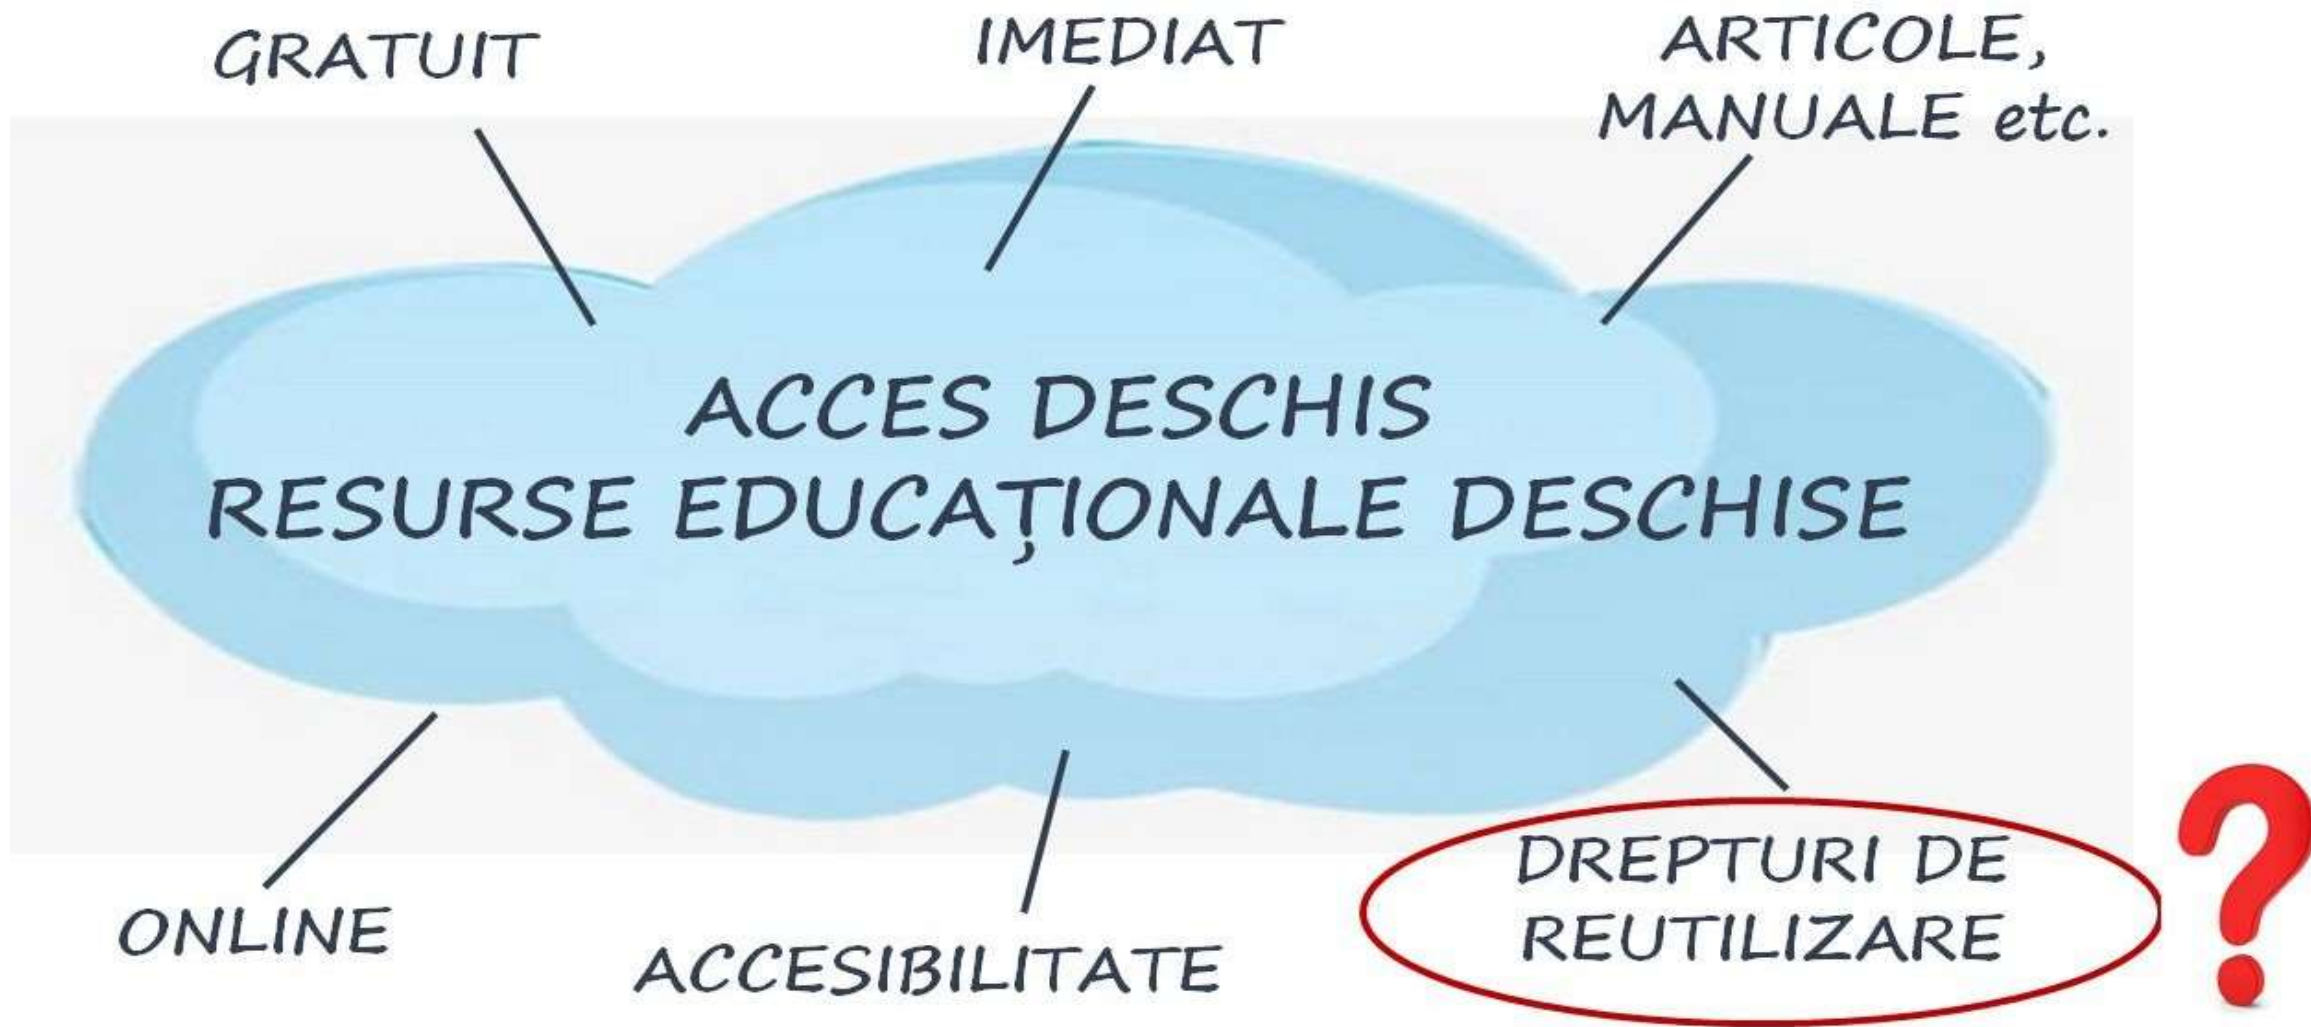 GRATUIT
IMEDIAT
ARTICOLE,
MANUALE etc.
ACCES DESCHIS
RESURSE EDUCAȚIONALE DESCHISE
ONLINE
ACCESIBILITATE
DREPTURI DE
REUTILIZARE
?